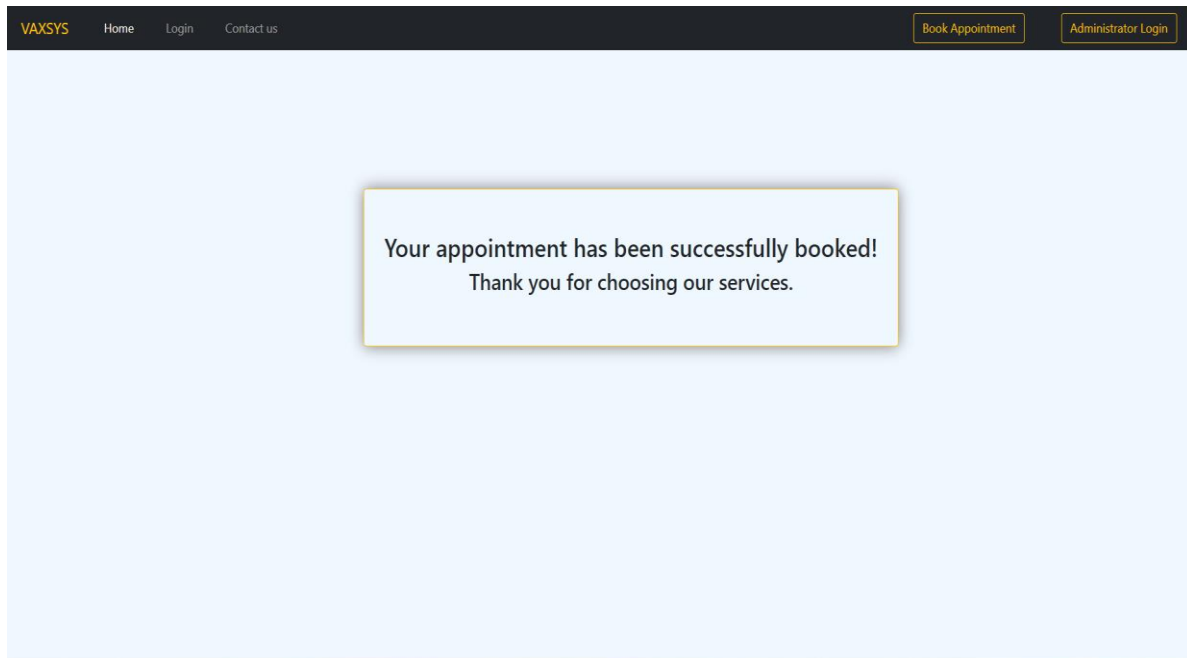 VAXSYS Home Login Contact us Book Appointment Administrator Login
Your appointment has been successfully booked!
Thank you for choosing our services.